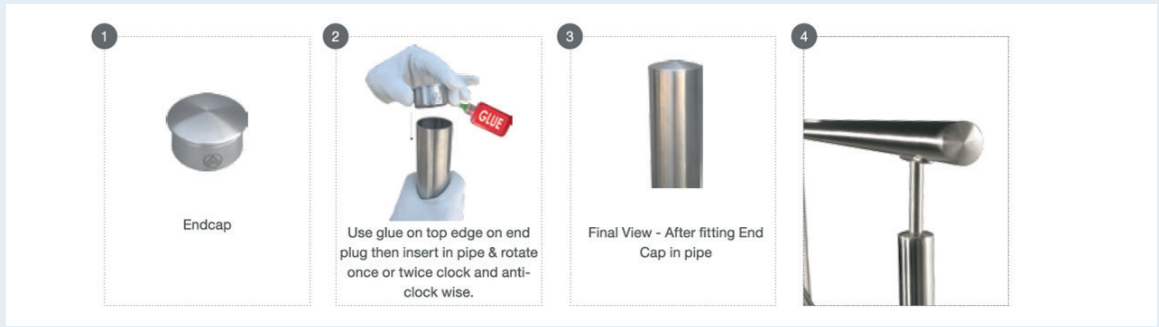 1
2
3
4
GLUE
Endcap
Use glue on top edge on end
plug then insert in pipe & rotate
once or twice clock and anti-
clock wise.
Final View - After fitting End
Cap in pipe